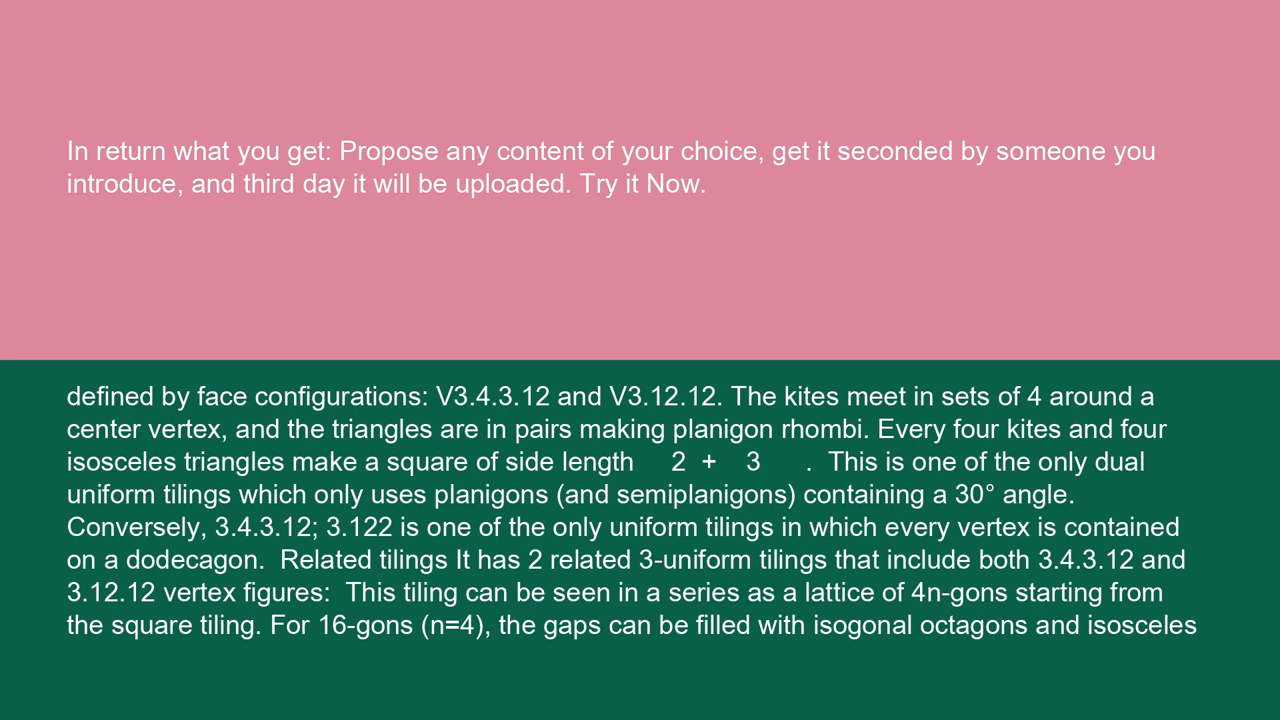 In return what you get: Propose any content of your choice, get it seconded by someone you
introduce, and third day it will be uploaded. Try it Now.
defined by face configurations: V3.4.3.12 and V3.12.12. The kites meet in sets of 4 around a
center vertex, and the triangles are in pairs making planigon rhombi. Every four kites and four
isosceles triangles make a square of side length 2 + 3 . This is one of the only dual
uniform tilings which only uses planigons (and semiplanigons) containing a 30° angle.
Conversely, 3.4.3.12; 3.122 is one of the only uniform tilings in which every vertex is contained
on a dodecagon. Related tilings It has 2 related 3-uniform tilings that include both 3.4.3.12 and
3.12.12 vertex figures: This tiling can be seen in a series as a lattice of 4n-gons starting from
the square tiling. For 16-gons (n=4), the gaps can be filled with isogonal octagons and isosceles